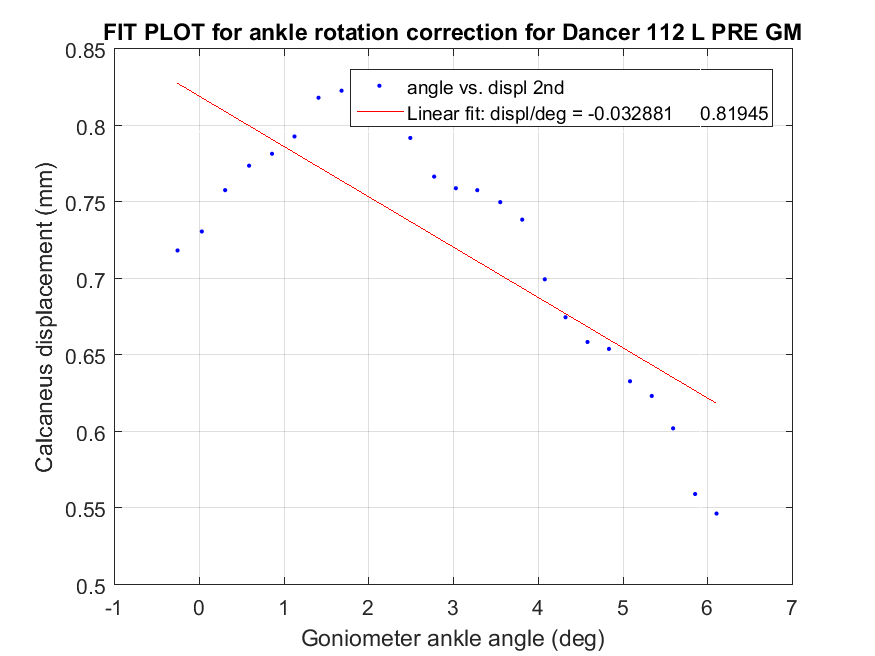 FIT PLOT for ankle rotation correction for Dancer 112 L PRE GM
0.85
0.8
0.75
0.7
0.65
0.6
0.55
0.5
Calcaneus displacement (mm)
angle vs. displ 2nd
Linear fit: displ/deg = -0.032881 0.81945
-1 0 1 2 3 4 5 6 7
Goniometer ankle angle (deg)